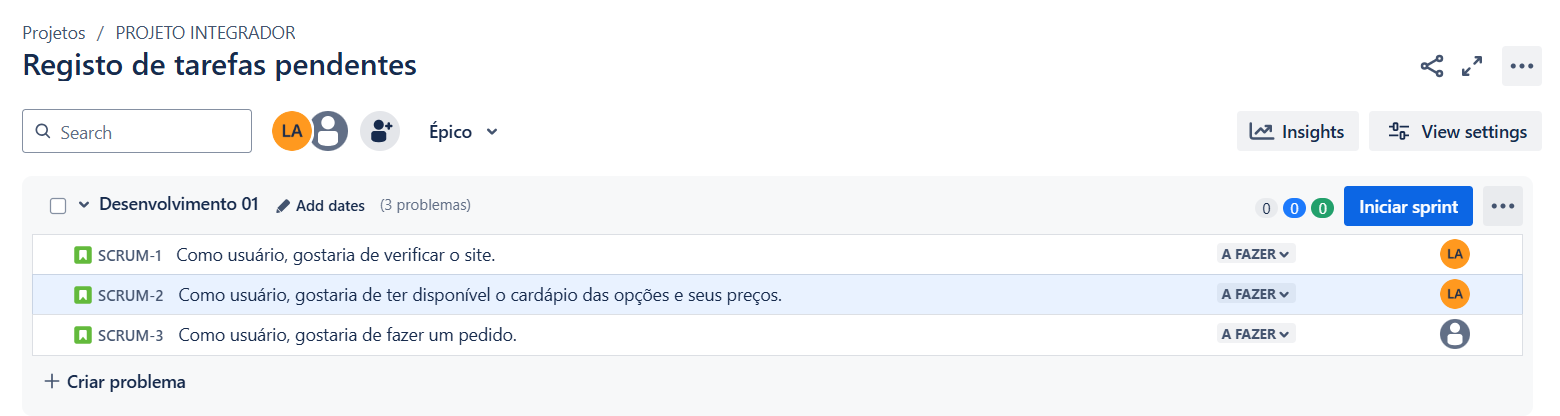 Projetos / PROJETO INTEGRADOR
Registo de tarefas pendentes
Search LA Épico Insights View settings
Desenvolvimento 01 Add dates (3 problemas) 0 0 0 Iniciar sprint
SCRUM-1 Como usuário, gostaria de verificar o site. A FAZER LA
SCRUM-2 Como usuário, gostaria de ter disponível o cardápio das opções e seus preços. A FAZER LA
SCRUM-3 Como usuário, gostaria de fazer um pedido. A FAZER
+ Criar problema